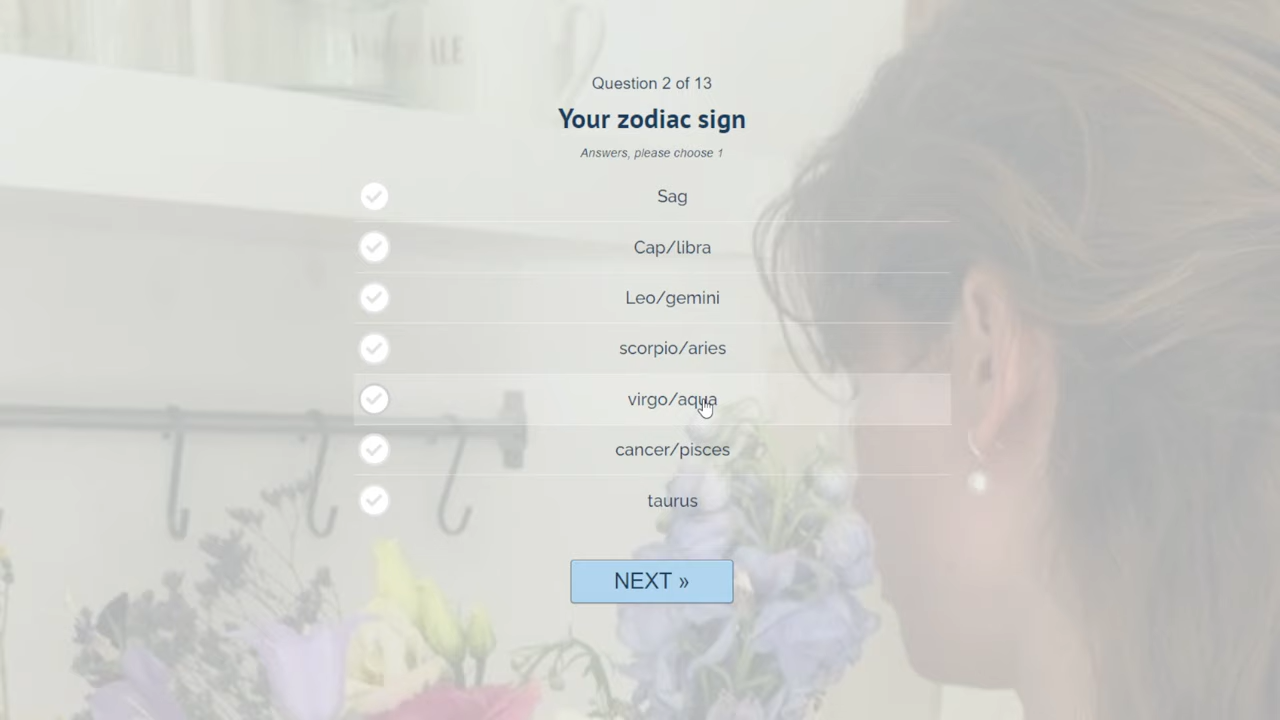 Question 2 of 13
Your zodiac sign
Answers, please choose 1
Sag
Cap/libra
Leo/gemini
scorpio/aries
virgo/aqua
cancer/pisces
taurus
NEXT »